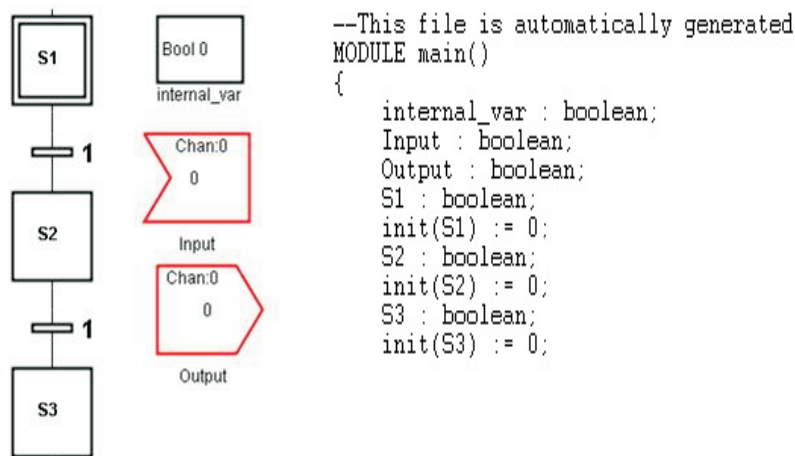 S1
1
S2
1
S3
Bool 0
internal_var
Chan:0
0
Input
Chan:0
0
Output
--This file is automatically generated
MODULE main()
{
internal_var : boolean;
Input : boolean;
Output : boolean;
S1 : boolean;
init(S1) := 0;
S2 : boolean;
init(S2) := 0;
S3 : boolean;
init(S3) := 0;